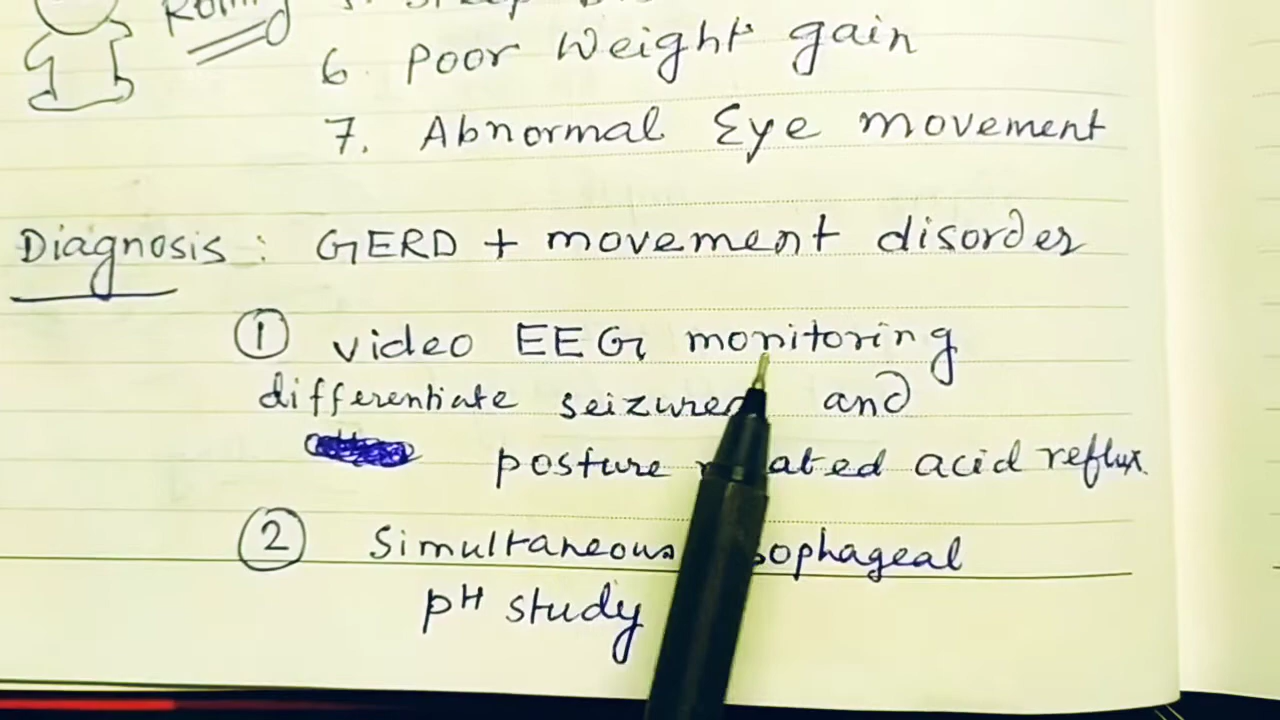 6. Poor Weight gain
7. Abnormal Eye movement
Diagnosis : GERD + movement disorder
① video EEG monitoring
differentiate seizures and
posture acid reflux
② Simultaneous
pH study